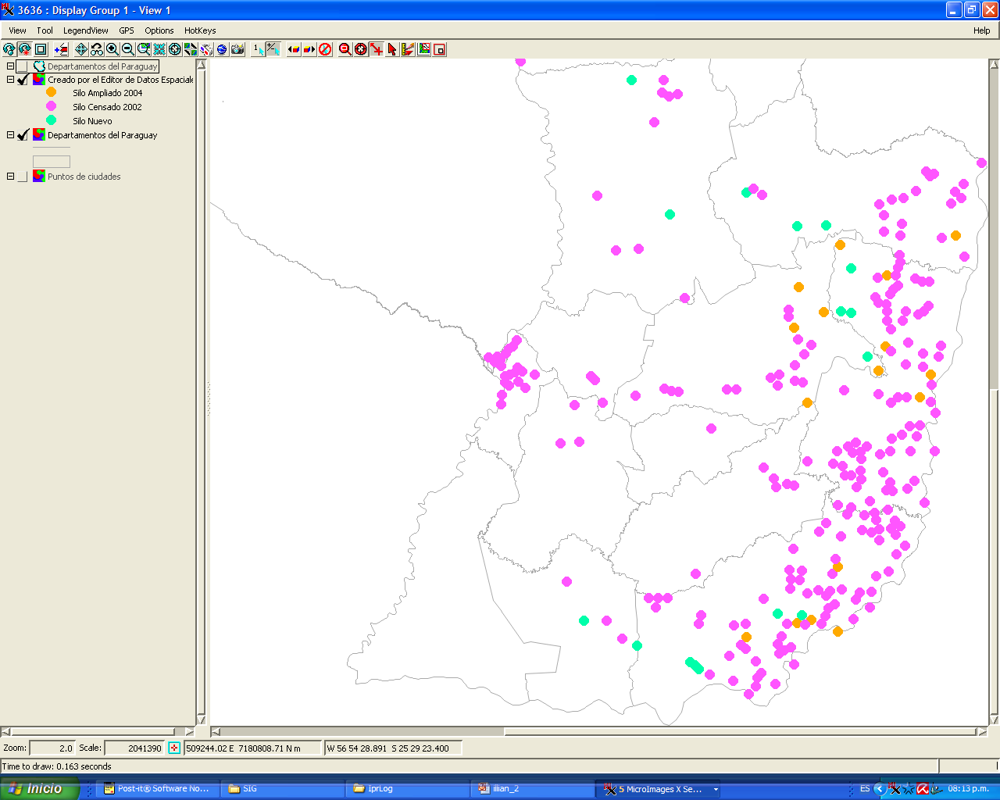 3636 : Display Group 1 - View 1
View Tool LegendView GPS Options HotKeys Help
Departamentos del Paraguay
Creado por el Editor de Datos Espaciale
Silo Ampliado 2004
Silo Censado 2002
Silo Nuevo
Departamentos del Paraguay
Puntos de ciudades
Zoom: 2.0 Scale: 2041390 509244.02 E 7180808.71 N m W 56 54 28.891 S 25 29 23.400
Time to draw: 0.163 seconds
Inicio Post-it® Software No... SIG IprLog ilian_2 5 MicroImages X Se... ES 08:13 p.m.